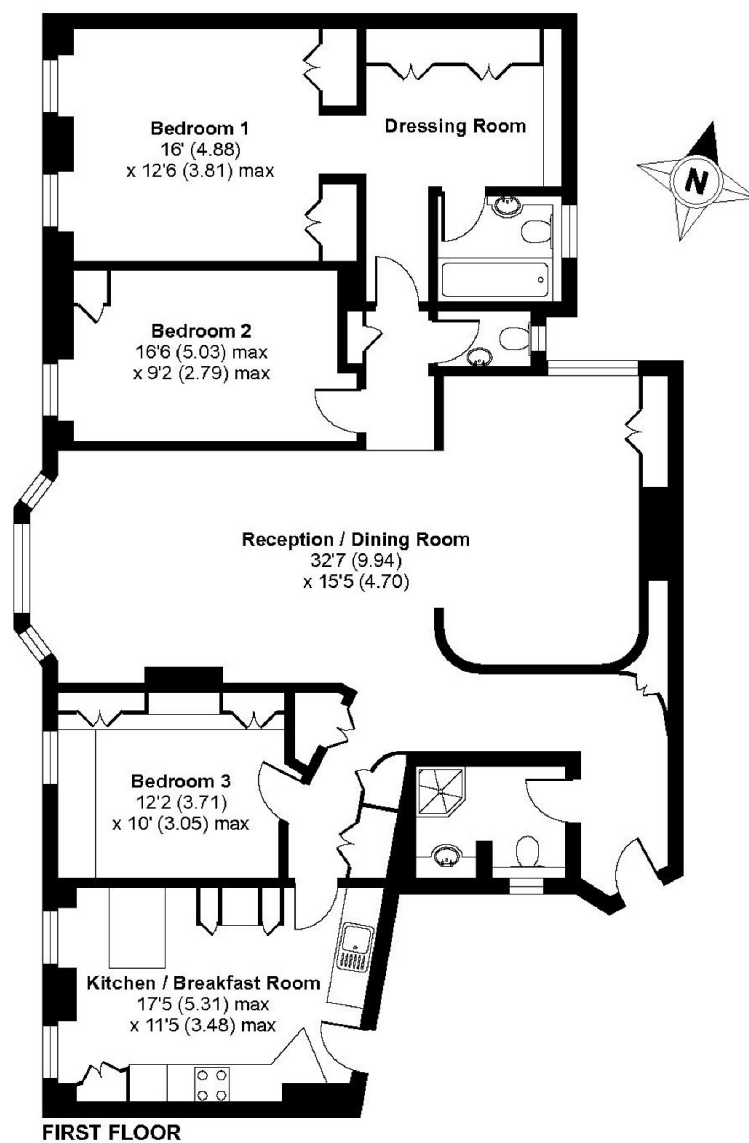 Bedroom 1
16' (4.88)
x 12'6 (3.81) max
Dressing Room
N
Bedroom 2
16'6 (5.03) max
x 9'2 (2.79) max
Reception / Dining Room
32'7 (9.94)
x 15'5 (4.70)
Bedroom 3
12'2 (3.71)
x 10' (3.05) max
Kitchen / Breakfast Room
17'5 (5.31) max
x 11'5 (3.48) max
FIRST FLOOR